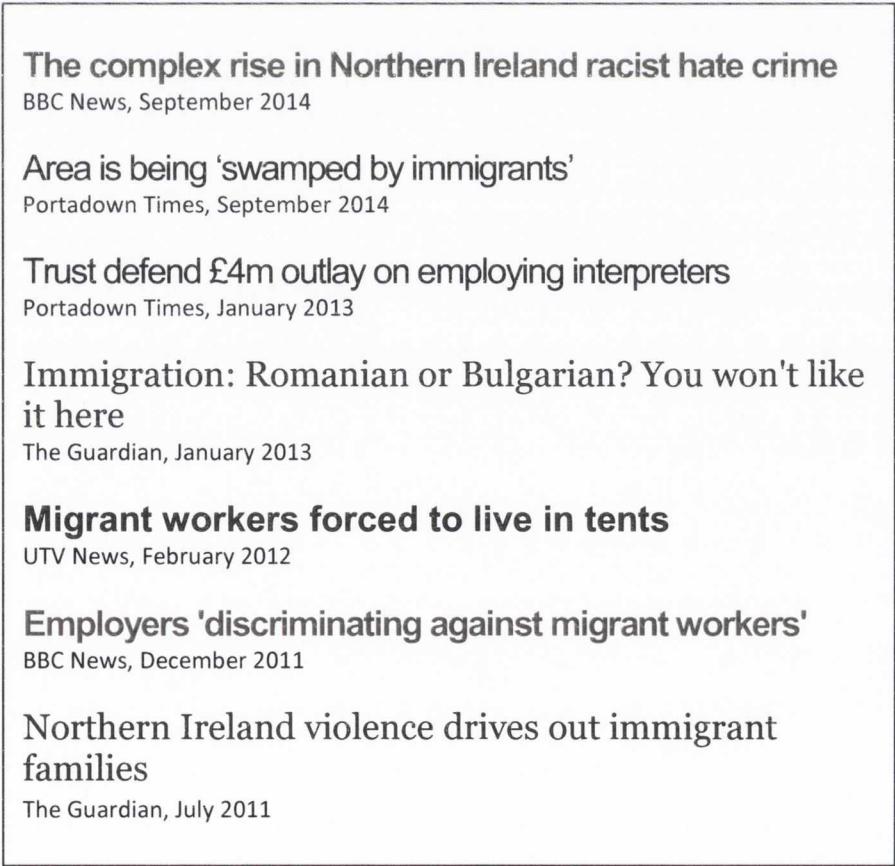 The complex rise in Northern Ireland racist hate crime
BBC News, September 2014
Area is being ‘swamped by immigrants’
Portadown Times, September 2014
Trust defend £4m outlay on employing interpreters
Portadown Times, January 2013
Immigration: Romanian or Bulgarian? You won't like
it here
The Guardian, January 2013
Migrant workers forced to live in tents
UTV News, February 2012
Employers 'discriminating against migrant workers'
BBC News, December 2011
Northern Ireland violence drives out immigrant
families
The Guardian, July 2011